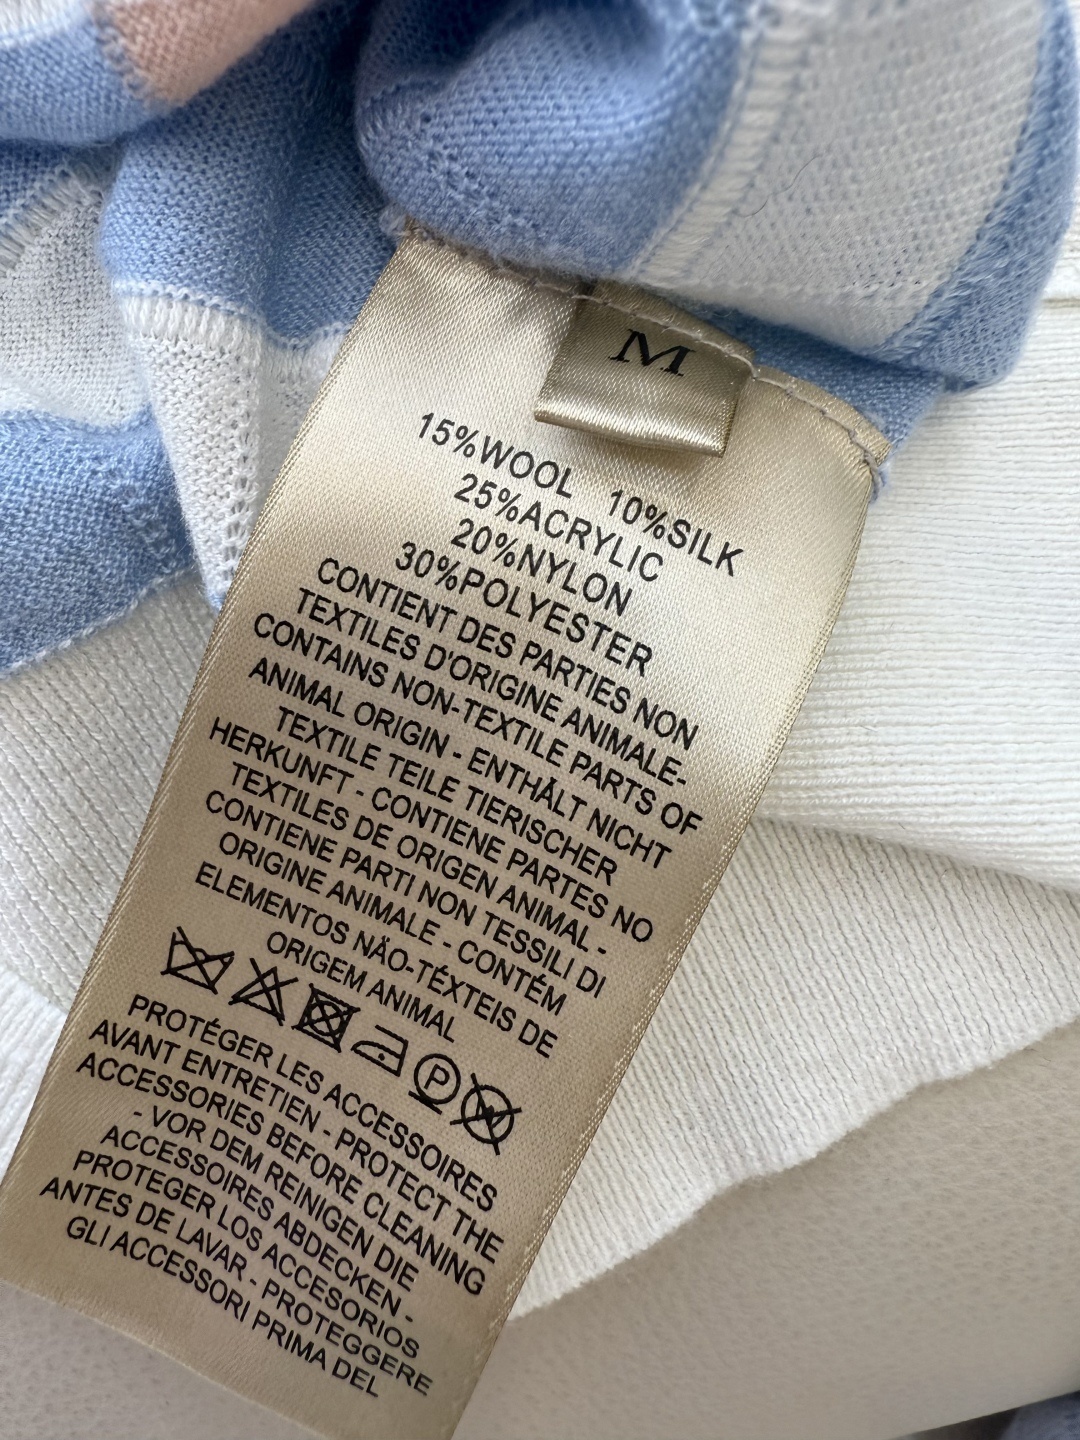 M
15%WOOL 10%SILK
25%ACRYLIC
20%NYLON
30%POLYESTER
CONTIENT DES PARTIES NON
TEXTILES D'ORIGINE ANIMALE-
CONTAINS NON-TEXTILE PARTS OF
ANIMAL ORIGIN - ENTHÄLT NICHT
TEXTILE TEILE TIERISCHER
HERKUNFT - CONTIENE PARTES NO
TEXTILES DE ORIGEN ANIMAL -
CONTIENE PARTI NON TESSILI DI
ORIGINE ANIMALE - CONTÉM
ELEMENTOS NÄO-TÉXTEIS DE
ORIGEM ANIMAL
P W
PROTÉGER LES ACCESSOIRES
AVANT ENTRETIEN - PROTECT THE
ACCESSORIES BEFORE CLEANING
- VOR DEM REINIGEN DIE
ACCESSOIRES ABDECKEN -
PROTEGER LOS ACCESORIOS
ANTES DE LAVAR - PROTEGGERE
GLI ACCESSORI PRIMA DEL